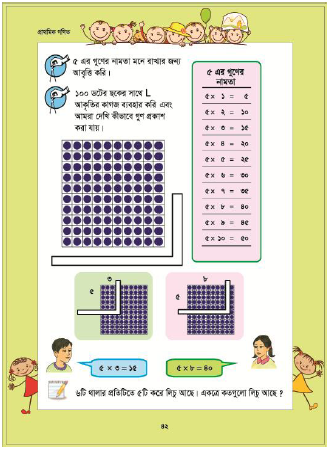 প্রাথমিক গণিত
৫ এর গুণের নামতা মনে রাখার জন্য
আবৃত্তি করি।
১০০ ডটের ছকের সাথে L
আকৃতির কাগজ ব্যবহার করি এবং
আমরা দেখি কীভাবে গুণ প্রকাশ
করা যায়।
৫ এর গুণের
নামতা
৫ × ১ = ৫
৫ × ২ = ১০
৫ × ৩ = ১৫
৫ × ৪ = ২০
৫ × ৫ = ২৫
৫ × ৬ = ৩০
৫ × ৭ = ৩৫
৫ × ৮ = ৪০
৫ × ৯ = ৪৫
৫ × ১০ = ৫০
৩
৫
৮
৫
৫ × ৩ = ১৫
৫ × ৮ = ৪০
৬টি থালার প্রতিটিতে ৫টি করে লিচু আছে। একত্রে কতগুলো লিচু আছে ?
৪২